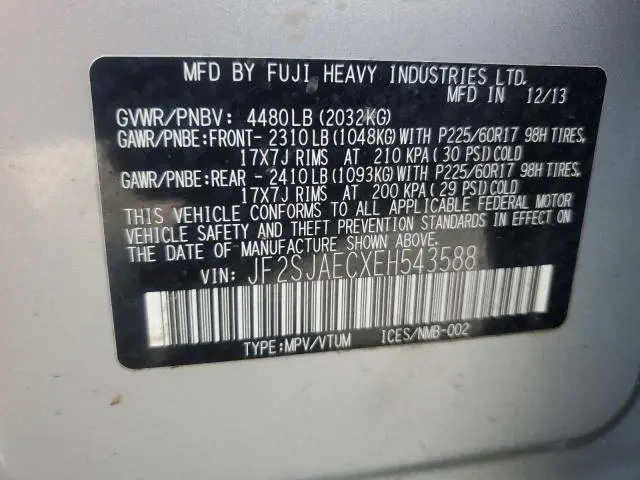 MFD BY FUJI HEAVY INDUSTRIES LTD.
MFD IN 12/13
GVWR/PNBV: 4480LB(2032KG)
GAWR/PNBE:FRONT- 2310LB(1048KG)WITH P225/60R17 98H TIRES,
17X7J RIMS AT 210 KPA(30 PSI)COLD
GAWR/PNBE:REAR - 2410LB(1093KG)WITH P225/60R17 98H TIRES,
17X7J RIMS AT 200 KPA(29 PSI)COLD
THIS VEHICLE CONFORMS TO ALL APPLICABLE FEDERAL MOTOR
VEHICLE SAFETY AND THEFT PREVENTION STANDARDS IN EFFECT ON
THE DATE OF MANUFACTURE SHOWN ABOVE.
VIN: JF2SJAECXEH543588
TYPE:MPV/VTUM ICES/NMB-002